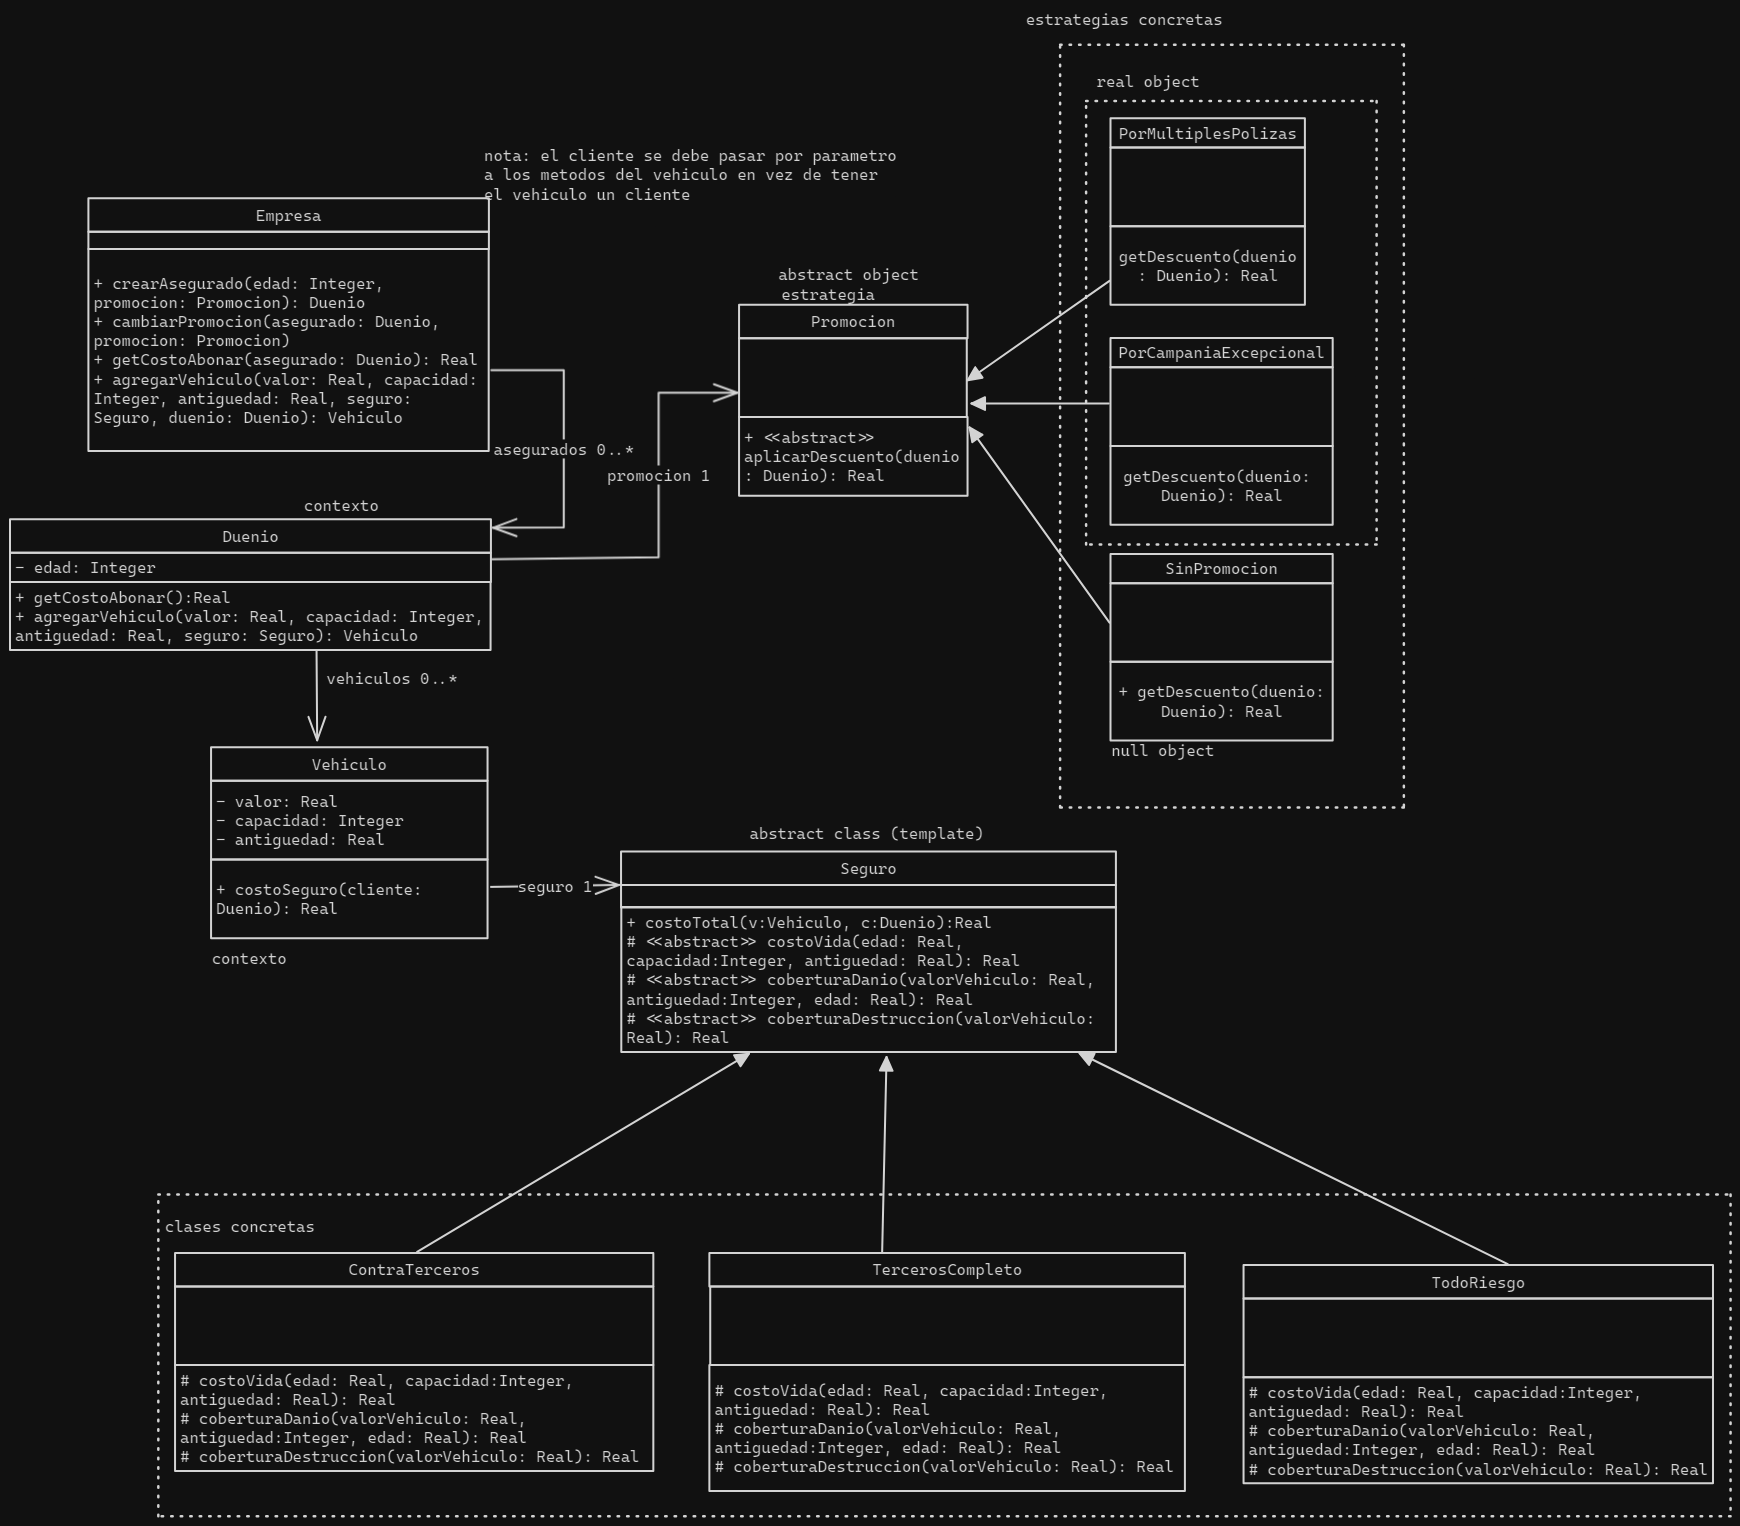 estrategias concretas
real object
PorMultiplesPolizas
getDescuento(duenio
: Duenio): Real
nota: el cliente se debe pasar por parametro
a los metodos del vehiculo en vez de tener
el vehiculo un cliente
Empresa
+ crearAsegurado(edad: Integer,
promocion: Promocion): Duenio
+ cambiarPromocion(asegurado: Duenio,
promocion: Promocion)
+ getCostoAbonar(asegurado: Duenio): Real
+ agregarVehiculo(valor: Real, capacidad:
Integer, antiguedad: Real, seguro:
Seguro, duenio: Duenio): Vehiculo
abstract object
estrategia
Promocion
+ <<abstract>>
aplicarDescuento(duenio
: Duenio): Real
PorCampaniaExcepcional
getDescuento(duenio:
Duenio): Real
asegurados 0..*
promocion 1
contexto
Duenio
- edad: Integer
+ getCostoAbonar():Real
+ agregarVehiculo(valor: Real, capacidad: Integer,
antiguedad: Real, seguro: Seguro): Vehiculo
SinPromocion
+ getDescuento(duenio:
Duenio): Real
null object
vehiculos 0..*
Vehiculo
- valor: Real
- capacidad: Integer
- antiguedad: Real
+ costoSeguro(cliente:
Duenio): Real
contexto
seguro 1
abstract class (template)
Seguro
+ costoTotal(v:Vehiculo, c:Duenio):Real
# <<abstract>> costoVida(edad: Real,
capacidad:Integer, antiguedad: Real): Real
# <<abstract>> coberturaDanio(valorVehiculo: Real,
antiguedad:Integer, edad: Real): Real
# <<abstract>> coberturaDestruccion(valorVehiculo:
Real): Real
clases concretas
ContraTerceros
# costoVida(edad: Real, capacidad:Integer,
antiguedad: Real): Real
# coberturaDanio(valorVehiculo: Real,
antiguedad:Integer, edad: Real): Real
# coberturaDestruccion(valorVehiculo: Real): Real
TercerosCompleto
# costoVida(edad: Real, capacidad:Integer,
antiguedad: Real): Real
# coberturaDanio(valorVehiculo: Real,
antiguedad:Integer, edad: Real): Real
# coberturaDestruccion(valorVehiculo: Real): Real
TodoRiesgo
# costoVida(edad: Real, capacidad:Integer,
antiguedad: Real): Real
# coberturaDanio(valorVehiculo: Real,
antiguedad:Integer, edad: Real): Real
# coberturaDestruccion(valorVehiculo: Real): Real